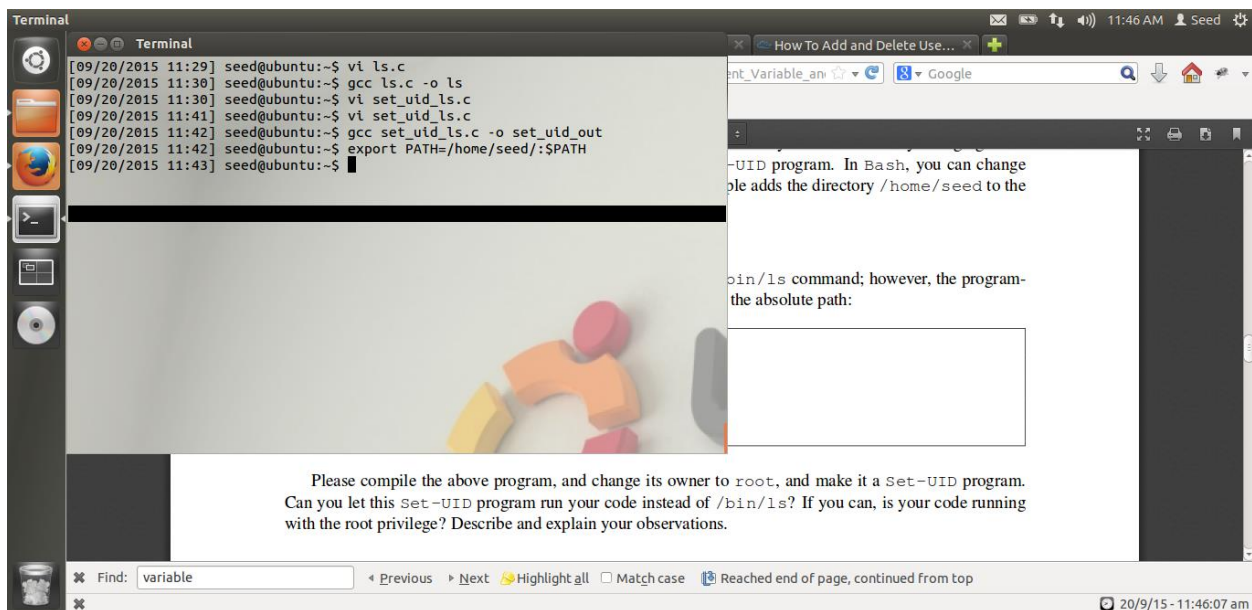 Terminal
11:46 AM Seed
Terminal
How To Add and Delete Use...
[09/20/2015 11:29] seed@ubuntu:~$ vi ls.c
[09/20/2015 11:30] seed@ubuntu:~$ gcc ls.c -o ls
[09/20/2015 11:30] seed@ubuntu:~$ vi set_uid_ls.c
[09/20/2015 11:41] seed@ubuntu:~$ vi set_uid_ls.c
[09/20/2015 11:42] seed@ubuntu:~$ gcc set_uid_ls.c -o set_uid_out
[09/20/2015 11:42] seed@ubuntu:~$ export PATH=/home/seed/:$PATH
[09/20/2015 11:43] seed@ubuntu:~$
ent_Variable_an
Google
-UID program. In Bash, you can change
ple adds the directory /home/seed to the
bin/ls command; however, the program-
the absolute path:
Please compile the above program, and change its owner to root, and make it a Set-UID program.
Can you let this Set-UID program run your code instead of /bin/ls? If you can, is your code running
with the root privilege? Describe and explain your observations.
Find: variable Previous Next Highlight all Match case Reached end of page, continued from top
20/9/15 - 11:46:07 am